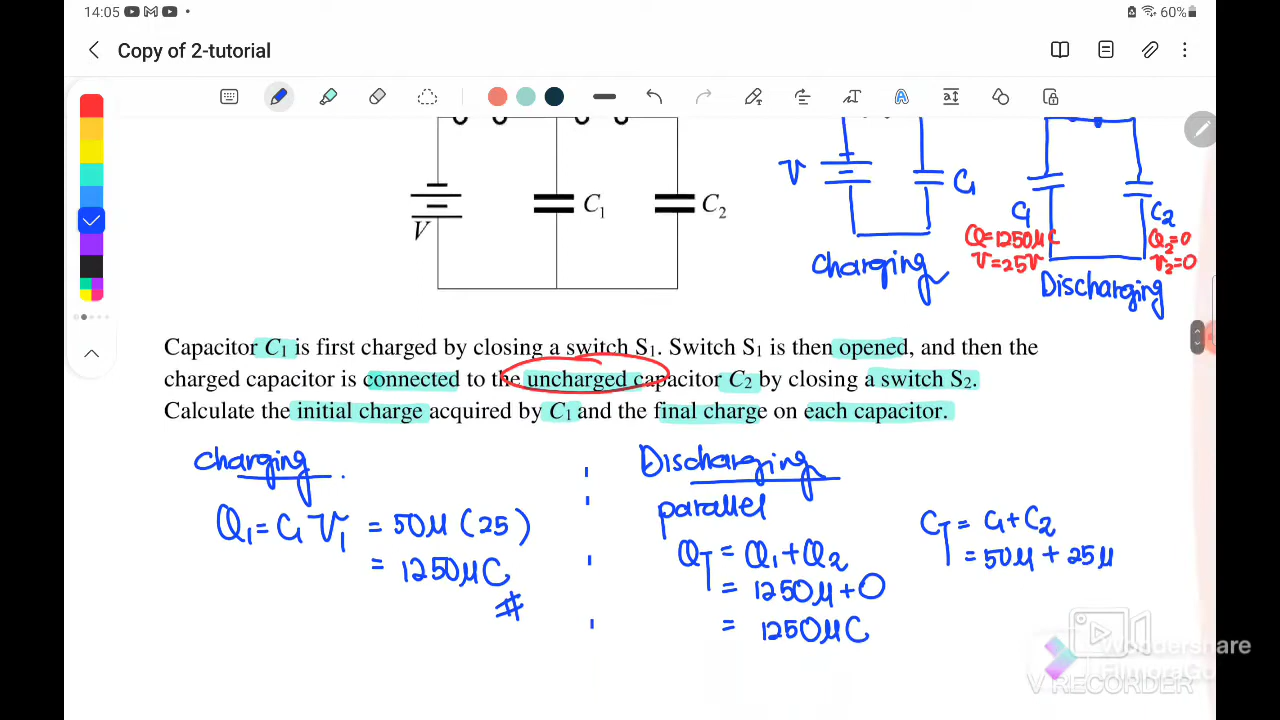 14:05
60%
Copy of 2-tutorial
V
C1
C2
V
C1
Charging
C1
Q=1250μC
V=25V
C2
Q2=0
V2=0
Discharging
Capacitor C1 is first charged by closing a switch S1. Switch S1 is then opened, and then the
charged capacitor is connected to the uncharged capacitor C2 by closing a switch S2.
Calculate the initial charge acquired by C1 and the final charge on each capacitor.
Charging
Q1 = C1 V1 = 50μ (25)
= 1250μC
#
Discharging
parallel
QT = Q1+Q2
= 1250μ+0
= 1250μC
CT = C1+C2
= 50μ + 25μ
Wondershare
FilmoraGo
V RECORDER